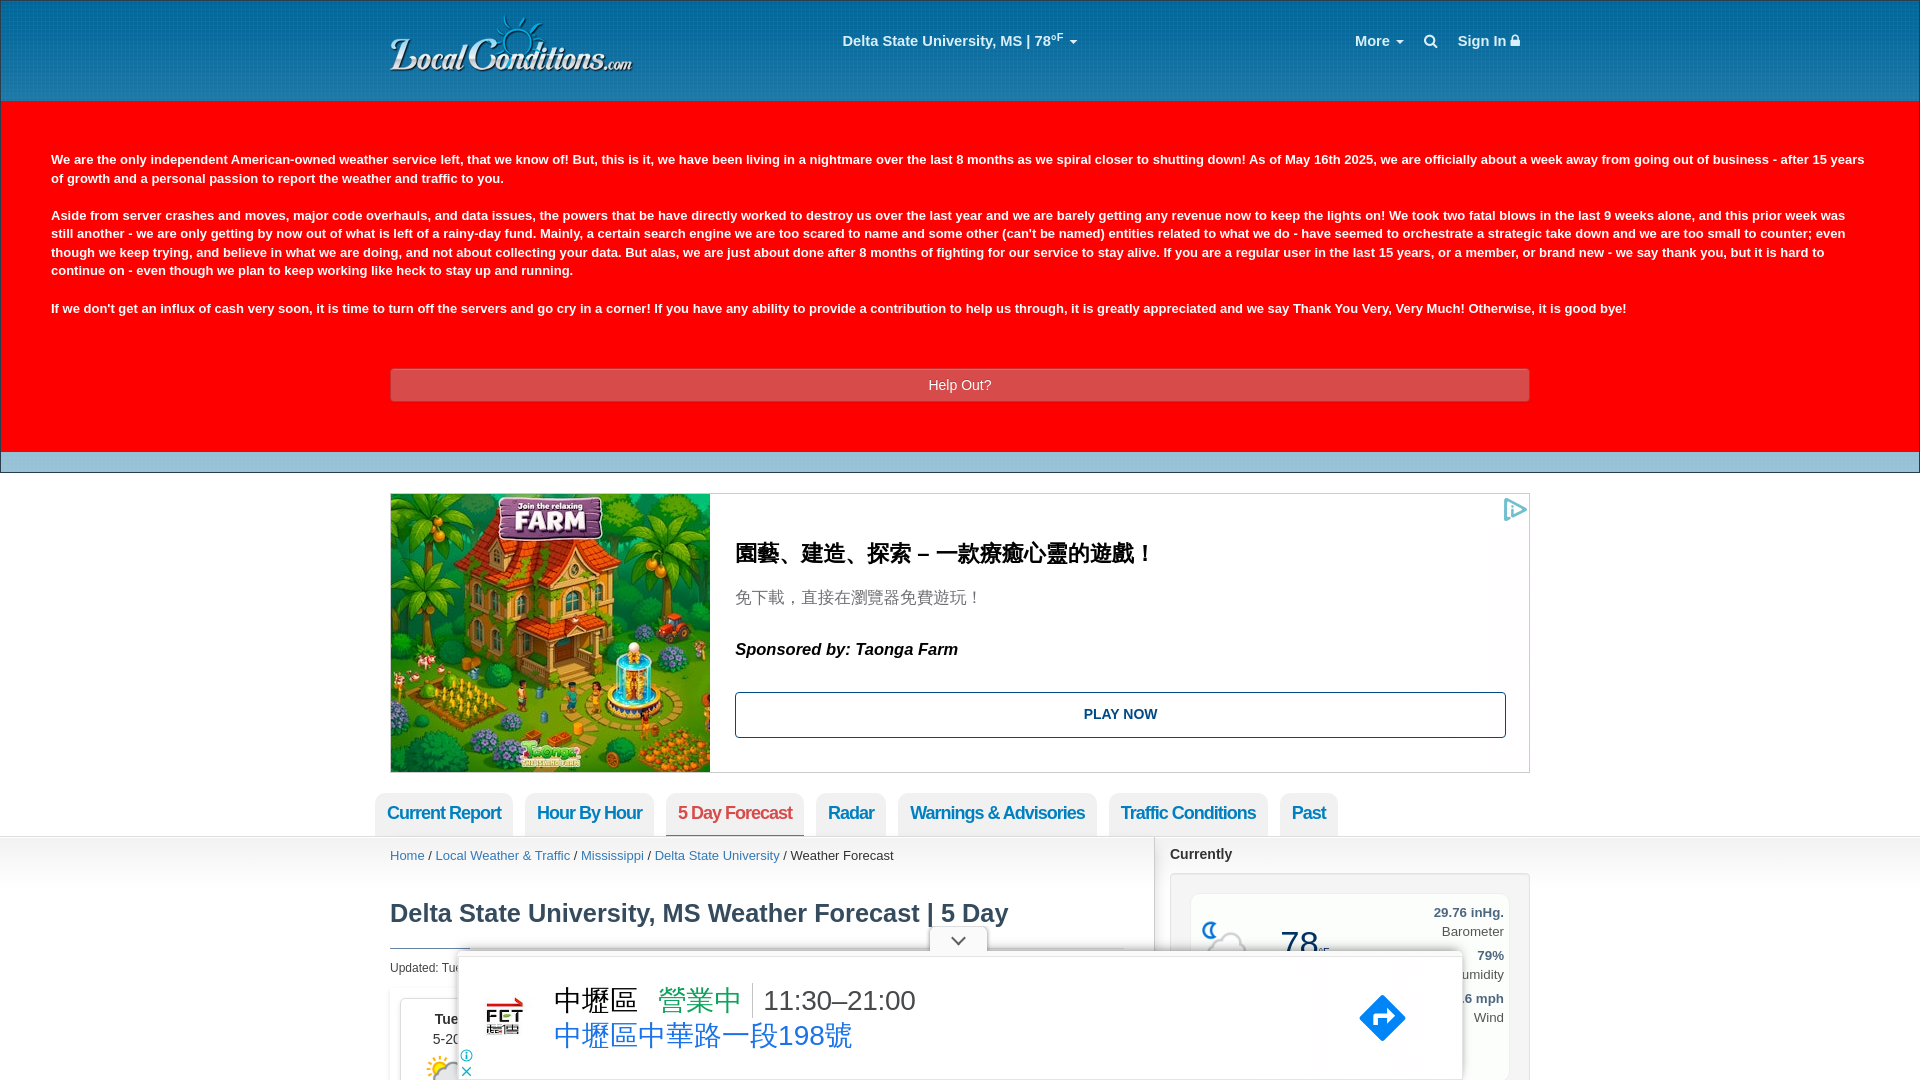 LocalConditions.com
Delta State University, MS | 78°F
More
Sign In
We are the only independent American-owned weather service left, that we know of! But, this is it, we have been living in a nightmare over the last 8 months as we spiral closer to shutting down! As of May 16th 2025, we are officially about a week away from going out of business - after 15 years
of growth and a personal passion to report the weather and traffic to you.
Aside from server crashes and moves, major code overhauls, and data issues, the powers that be have directly worked to destroy us over the last year and we are barely getting any revenue now to keep the lights on! We took two fatal blows in the last 9 weeks alone, and this prior week was
still another - we are only getting by now out of what is left of a rainy-day fund. Mainly, a certain search engine we are too scared to name and some other (can't be named) entities related to what we do - have seemed to orchestrate a strategic take down and we are too small to counter; even
though we keep trying, and believe in what we are doing, and not about collecting your data. But alas, we are just about done after 8 months of fighting for our service to stay alive. If you are a regular user in the last 15 years, or a member, or brand new - we say thank you, but it is hard to
continue on - even though we plan to keep working like heck to stay up and running.
If we don't get an influx of cash very soon, it is time to turn off the servers and go cry in a corner! If you have any ability to provide a contribution to help us through, it is greatly appreciated and we say Thank You Very, Very Much! Otherwise, it is good bye!
Help Out?
Join the relaxing
FARM
Taonga
園藝、建造、探索 – 一款療癒心靈的遊戲！
免下載，直接在瀏覽器免費遊玩！
Sponsored by: Taonga Farm
PLAY NOW
Current Report
Hour By Hour
5 Day Forecast
Radar
Warnings & Advisories
Traffic Conditions
Past
Home / Local Weather & Traffic / Mississippi / Delta State University / Weather Forecast
Delta State University, MS Weather Forecast | 5 Day
Updated: Tue
Tue
5-20
Currently
78°F
29.76 inHg.
Barometer
79%
umidity
6 mph
Wind
FET
遠傳
中壢區 營業中 11:30–21:00
中壢區中華路一段198號